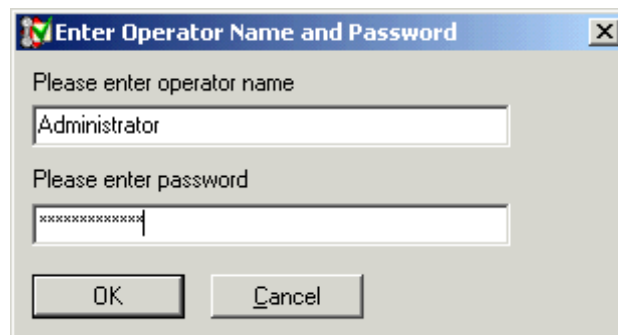 Enter Operator Name and Password
Please enter operator name
Administrator
Please enter password
*************
OK Cancel